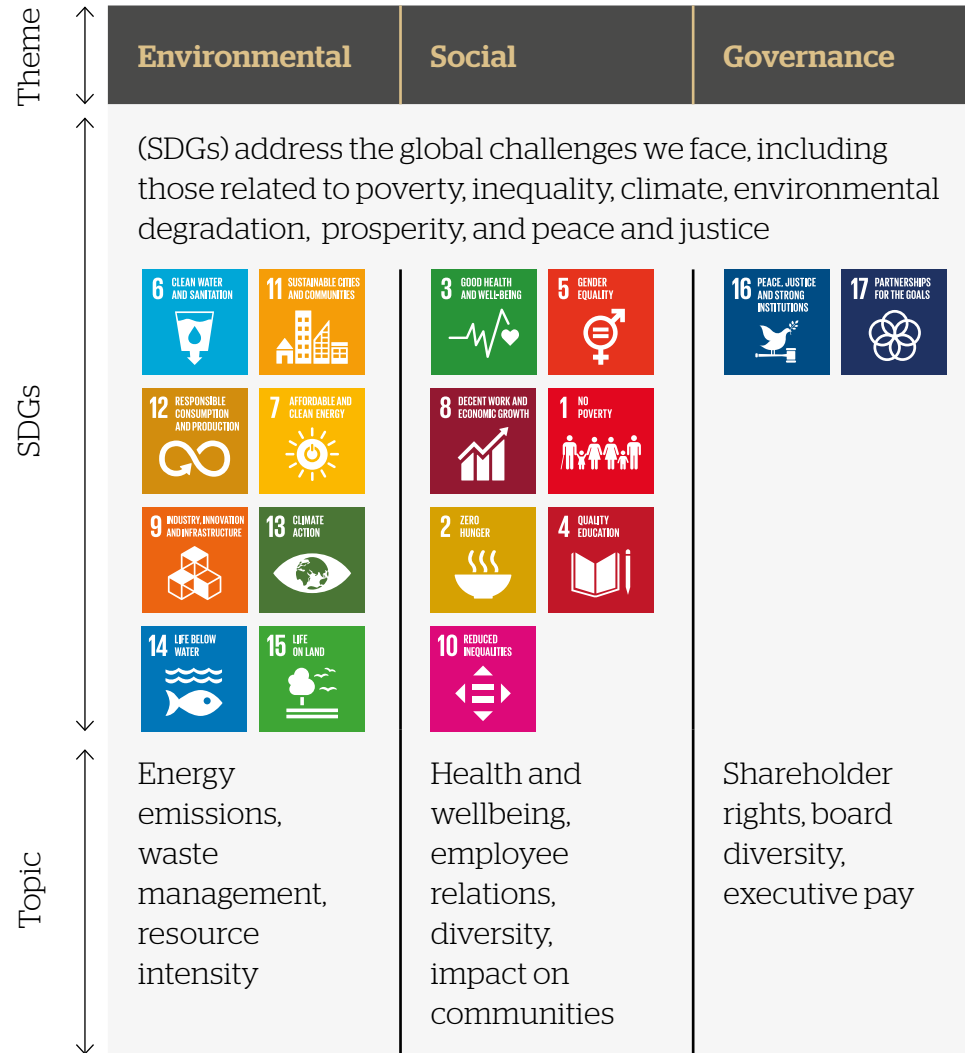 Theme
Environmental
Social
Governance
SDGs
(SDGs) address the global challenges we face, including
those related to poverty, inequality, climate, environmental
degradation, prosperity, and peace and justice
6 CLEAN WATER
AND SANITATION
11 SUSTAINABLE CITIES
AND COMMUNITIES
12 RESPONSIBLE
CONSUMPTION
AND PRODUCTION
7 AFFORDABLE AND
CLEAN ENERGY
9 INDUSTRY, INNOVATION
AND INFRASTRUCTURE
13 CLIMATE
ACTION
14 LIFE BELOW
WATER
15 LIFE
ON LAND
3 GOOD HEALTH
AND WELL-BEING
5 GENDER
EQUALITY
8 DECENT WORK AND
ECONOMIC GROWTH
1 NO
POVERTY
2 ZERO
HUNGER
4 QUALITY
EDUCATION
10 REDUCED
INEQUALITIES
16 PEACE, JUSTICE
AND STRONG
INSTITUTIONS
17 PARTNERSHIPS
FOR THE GOALS
Topic
Energy
emissions,
waste
management,
resource
intensity
Health and
wellbeing,
employee
relations,
diversity,
impact on
communities
Shareholder
rights, board
diversity,
executive pay